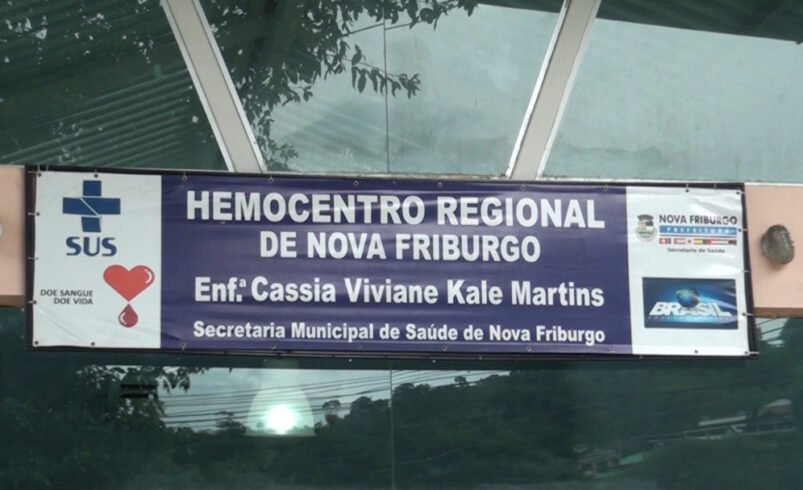 SUS
DOE SANGUE
DOE VIDA
HEMOCENTRO REGIONAL
DE NOVA FRIBURGO
Enf.ª Cassia Viviane Kale Martins
Secretaria Municipal de Saúde de Nova Friburgo
NOVA FRIBURGO
PREFEITURA
Secretaria de Saúde
BRASIL